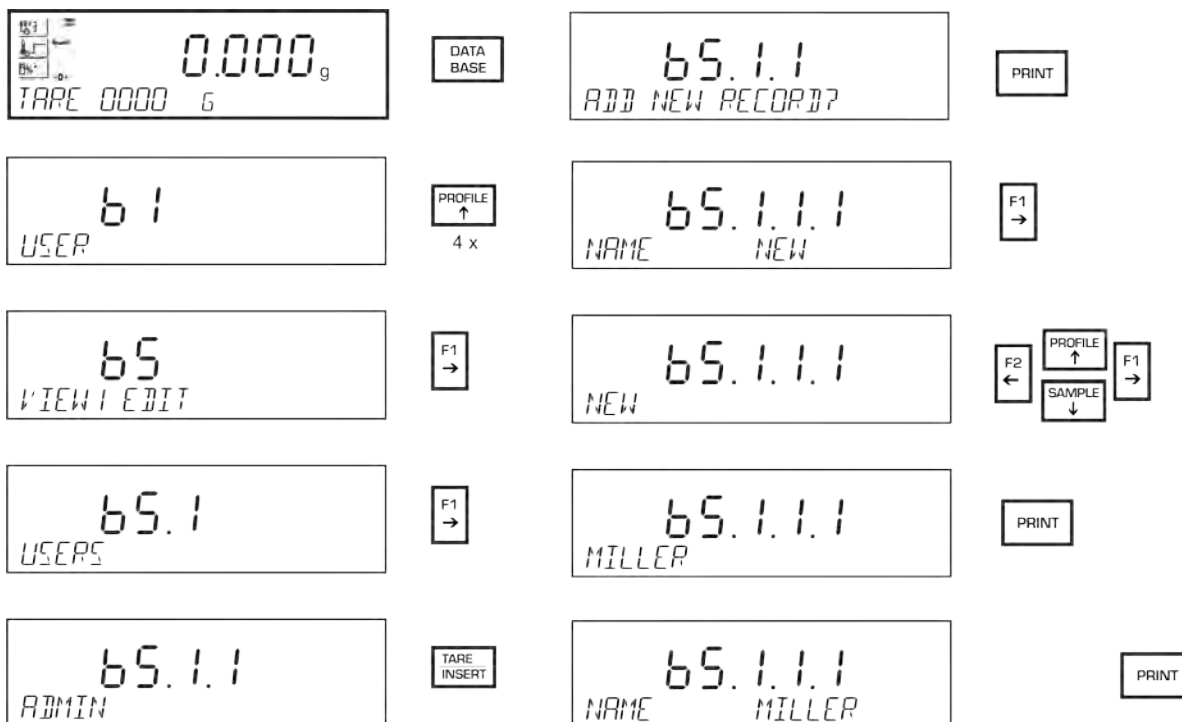 0.000 g
TARE 0000 G
DATA
BASE
b1
USER
PROFILE
↑
4 x
b5
VIEW/EDIT
F1
→
b5.1
USERS
F1
→
b5.1.1
ADMIN
TARE
INSERT
b5.1.1
ADD NEW RECORD?
PRINT
b5.1.1.1
NAME NEW
F1
→
b5.1.1.1
NEW
F2
←
PROFILE
↑
SAMPLE
↓
F1
→
b5.1.1.1
MILLER
PRINT
b5.1.1.1
NAME MILLER
PRINT